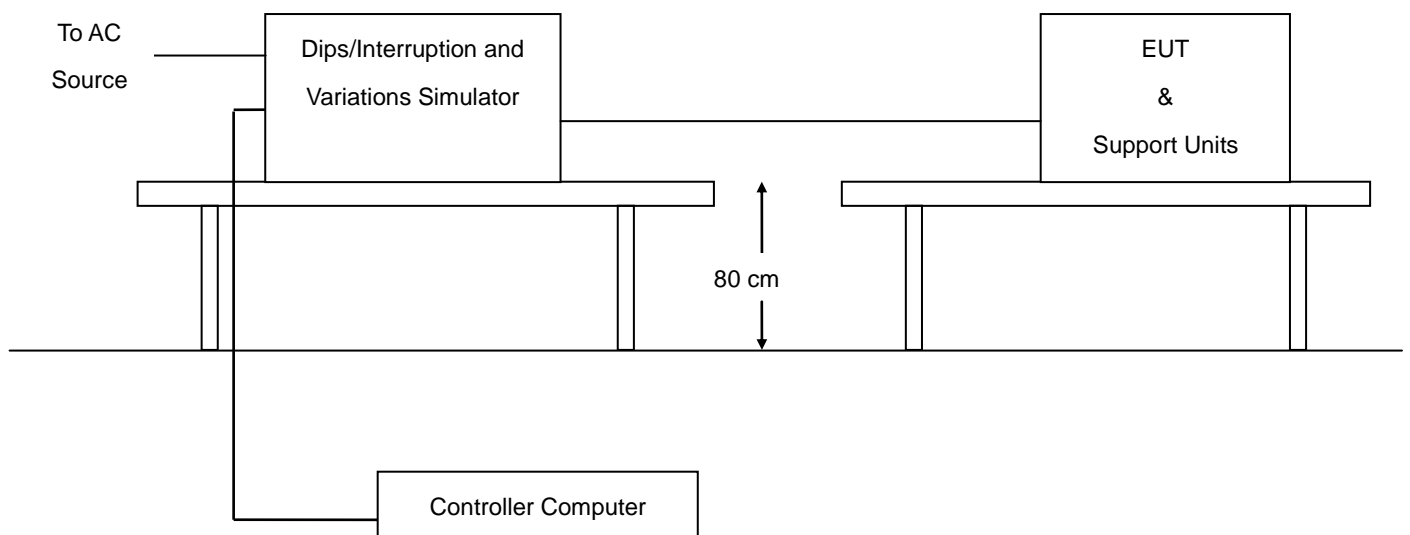 To AC
Source
Dips/Interruption and
Variations Simulator
EUT
&
Support Units
80 cm
Controller Computer